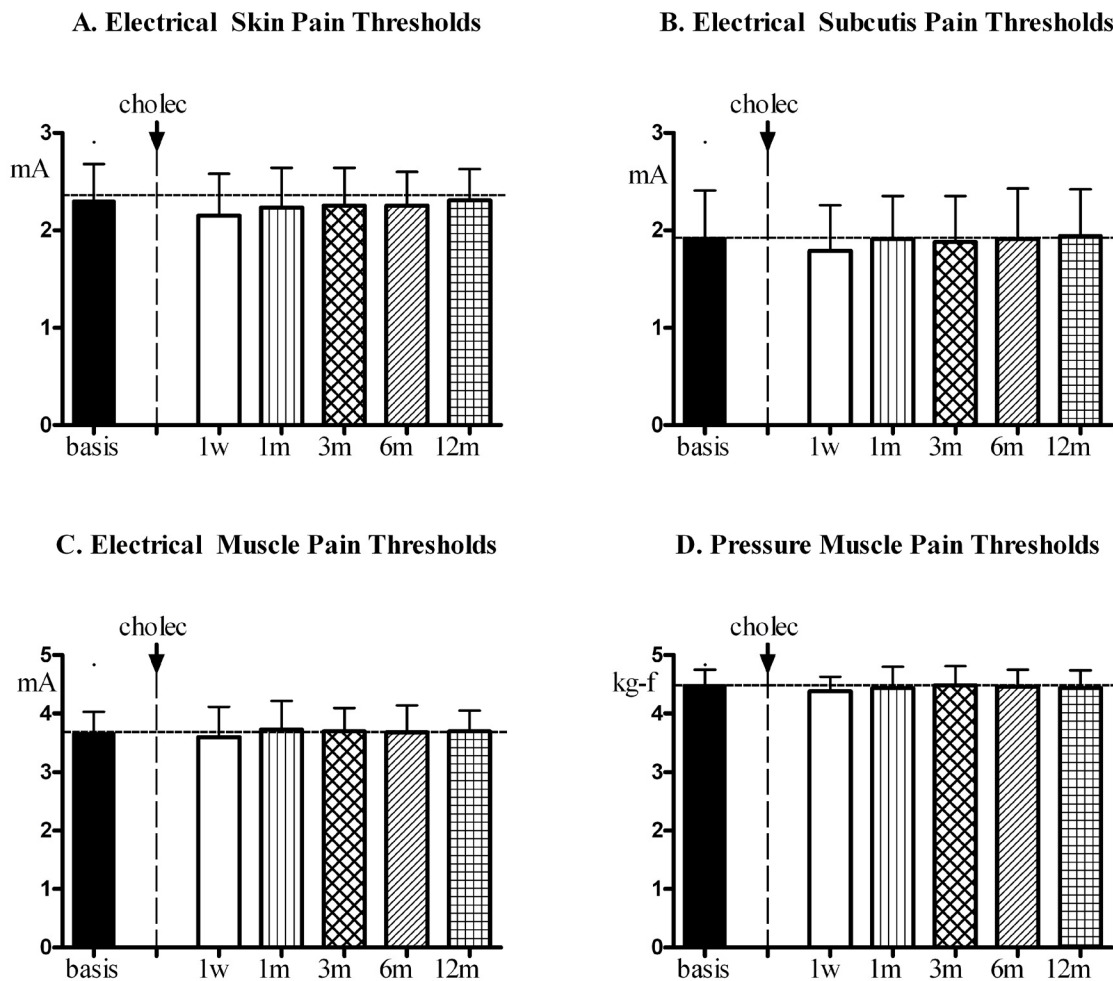 A. Electrical Skin Pain Thresholds
cholec
3
mA
2
1
0
basis 1w 1m 3m 6m 12m
B. Electrical Subcutis Pain Thresholds
cholec
3
mA
2
1
0
basis 1w 1m 3m 6m 12m
C. Electrical Muscle Pain Thresholds
cholec
5
mA
4
3
2
1
0
basis 1w 1m 3m 6m 12m
D. Pressure Muscle Pain Thresholds
cholec
5
kg-f
4
3
2
1
0
basis 1w 1m 3m 6m 12m